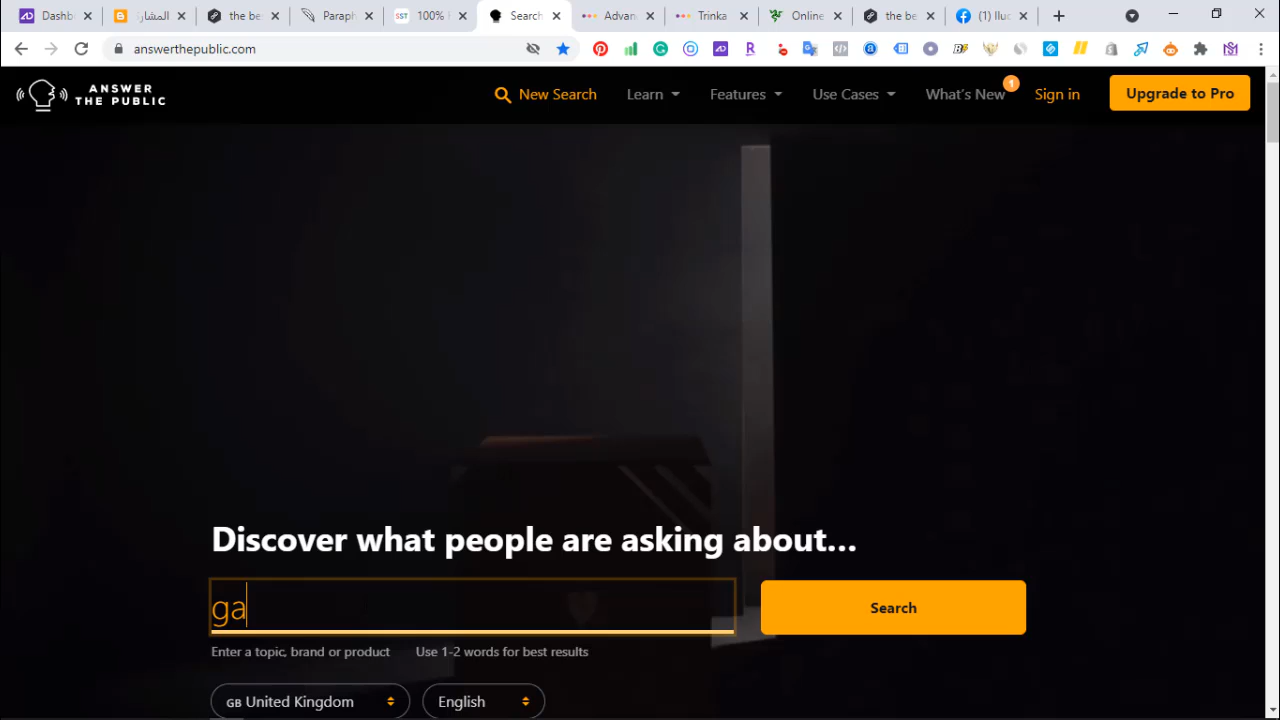 Dashb
المشار
the be
Paraph
SST 100%
Search
Advan
Trinka
Online
the be
(1) lluc
answerthepublic.com
ANSWER
THE PUBLIC
New Search
Learn
Features
Use Cases
What's New
1
Sign in
Upgrade to Pro
Discover what people are asking about...
ga
Search
Enter a topic, brand or product
Use 1-2 words for best results
GB United Kingdom
English